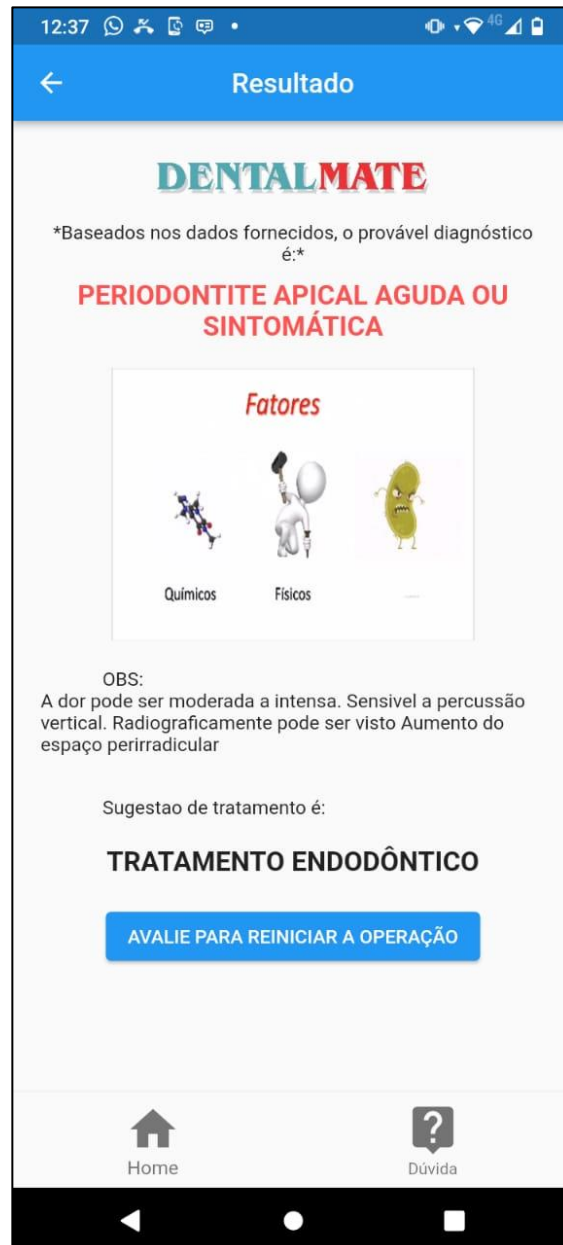 12:37
4G
Resultado
DENTALMATE
*Baseados nos dados fornecidos, o provável diagnóstico
é:*
PERIODONTITE APICAL AGUDA OU
SINTOMÁTICA
Fatores
Químicos Físicos
OBS:
A dor pode ser moderada a intensa. Sensivel a percussão
vertical. Radiograficamente pode ser visto Aumento do
espaço perirradicular
Sugestao de tratamento é:
TRATAMENTO ENDODÔNTICO
AVALIE PARA REINICIAR A OPERAÇÃO
Home Dúvida